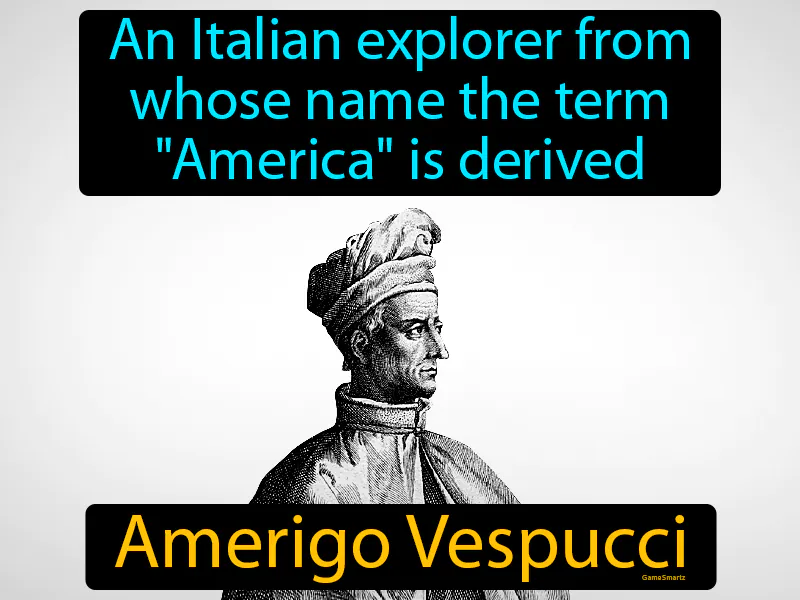 An Italian explorer from
whose name the term
"America" is derived
Amerigo Vespucci
GameSmartz